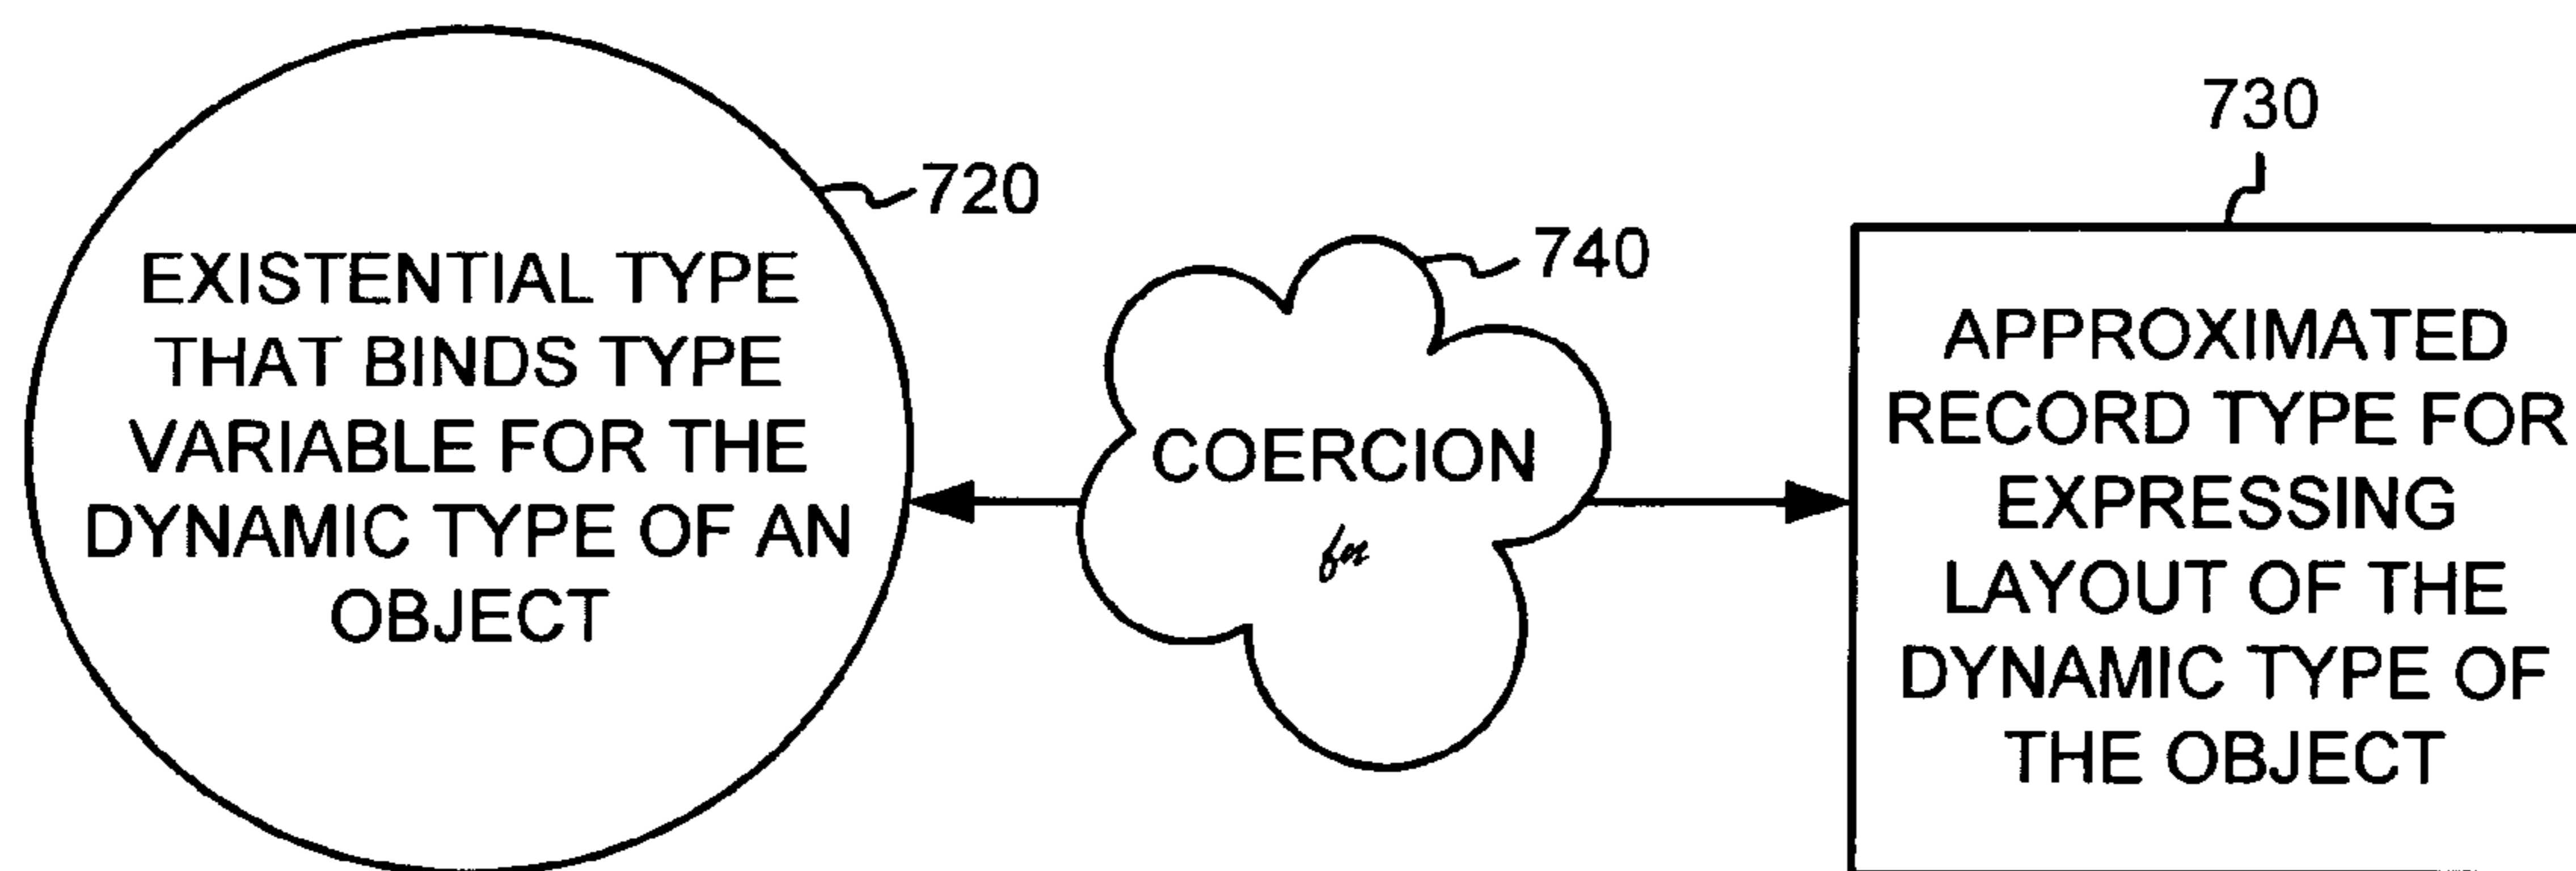 730
720
740
EXISTENTIAL TYPE
THAT BINDS TYPE
VARIABLE FOR THE
DYNAMIC TYPE OF AN
OBJECT
COERCION
for
APPROXIMATED
RECORD TYPE FOR
EXPRESSING
LAYOUT OF THE
DYNAMIC TYPE OF
THE OBJECT